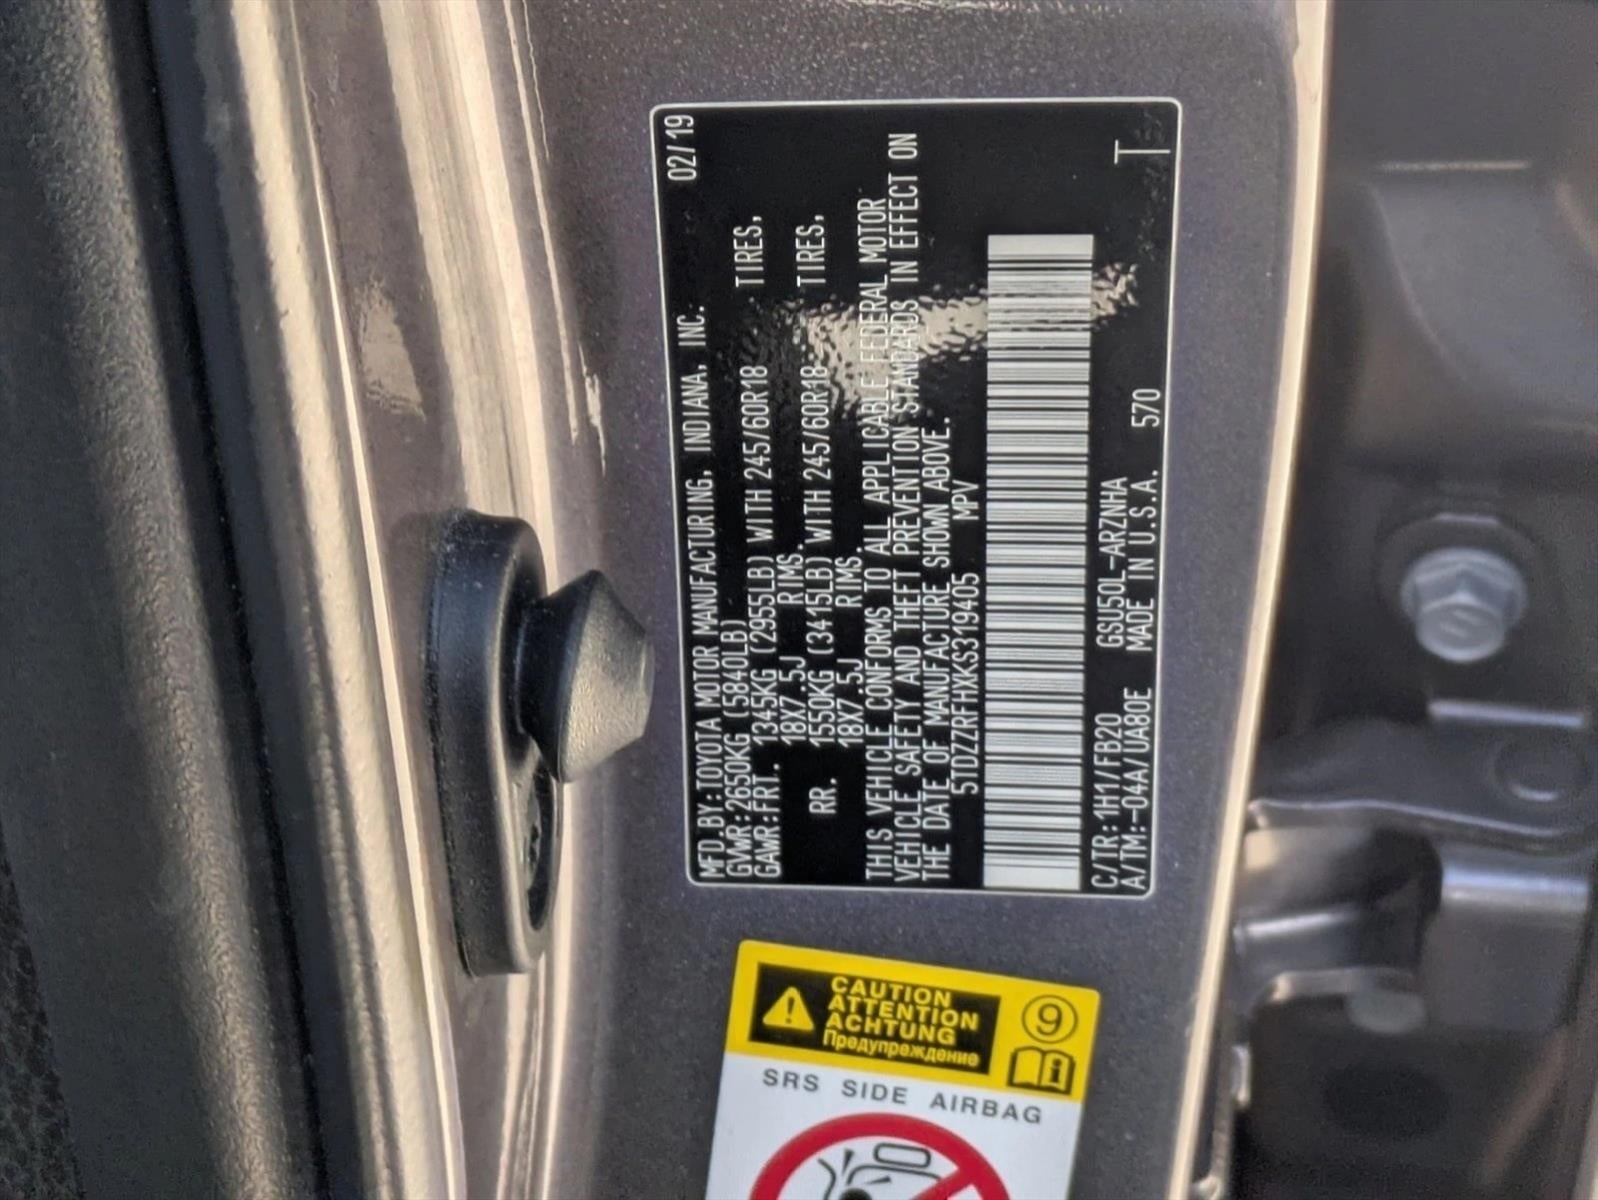 MFD.BY:TOYOTA MOTOR MANUFACTURING, INDIANA, INC. 02/19
GVWR:2650KG (5840LB)
GAWR:FRT. 1345KG (2955LB) WITH 245/60R18 TIRES,
18X7.5J RIMS.
RR. 1550KG (3415LB) WITH 245/60R18 TIRES,
18X7.5J RIMS.
THIS VEHICLE CONFORMS TO ALL APPLICABLE FEDERAL MOTOR
VEHICLE SAFETY AND THEFT PREVENTION STANDARDS IN EFFECT ON
THE DATE OF MANUFACTURE SHOWN ABOVE.
5TDZZRFHXKS319405 MPV
C/TR:1H1/FB20 GSU50L-ARZNHA
A/TM:-04A/UA80E MADE IN U.S.A. 570
T
CAUTION
ATTENTION
ACHTUNG
Предупреждение
9
i
SRS SIDE AIRBAG